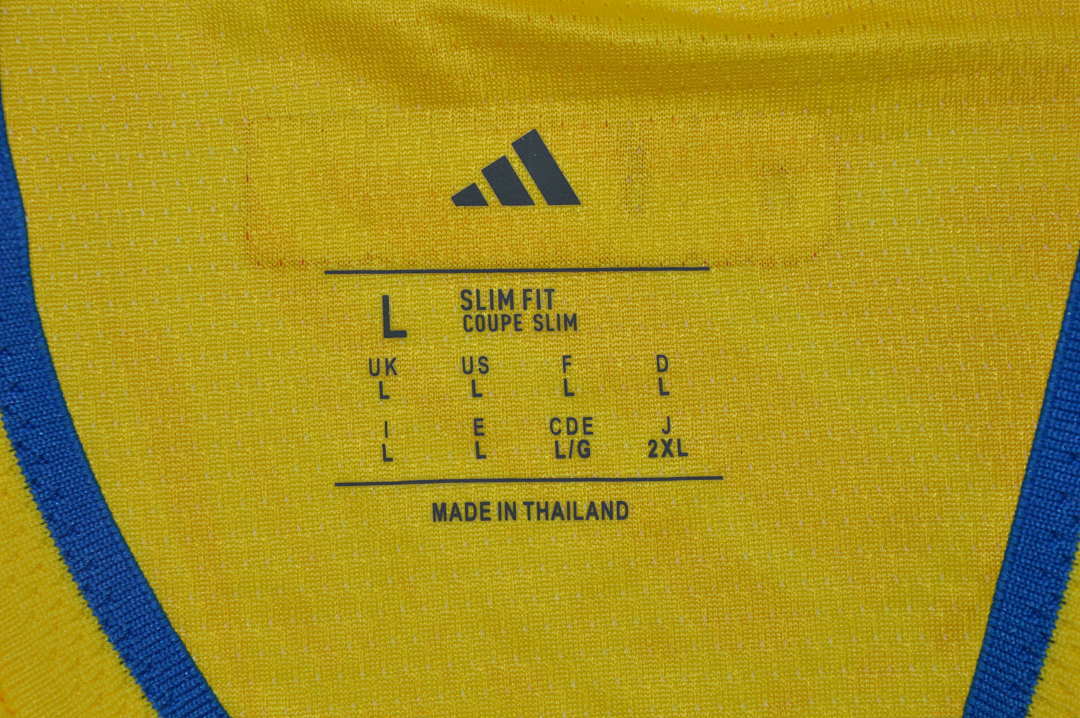 L
SLIM FIT
COUPE SLIM
UK US F D
L L L L
I E CDE J
L L L/G 2XL
MADE IN THAILAND